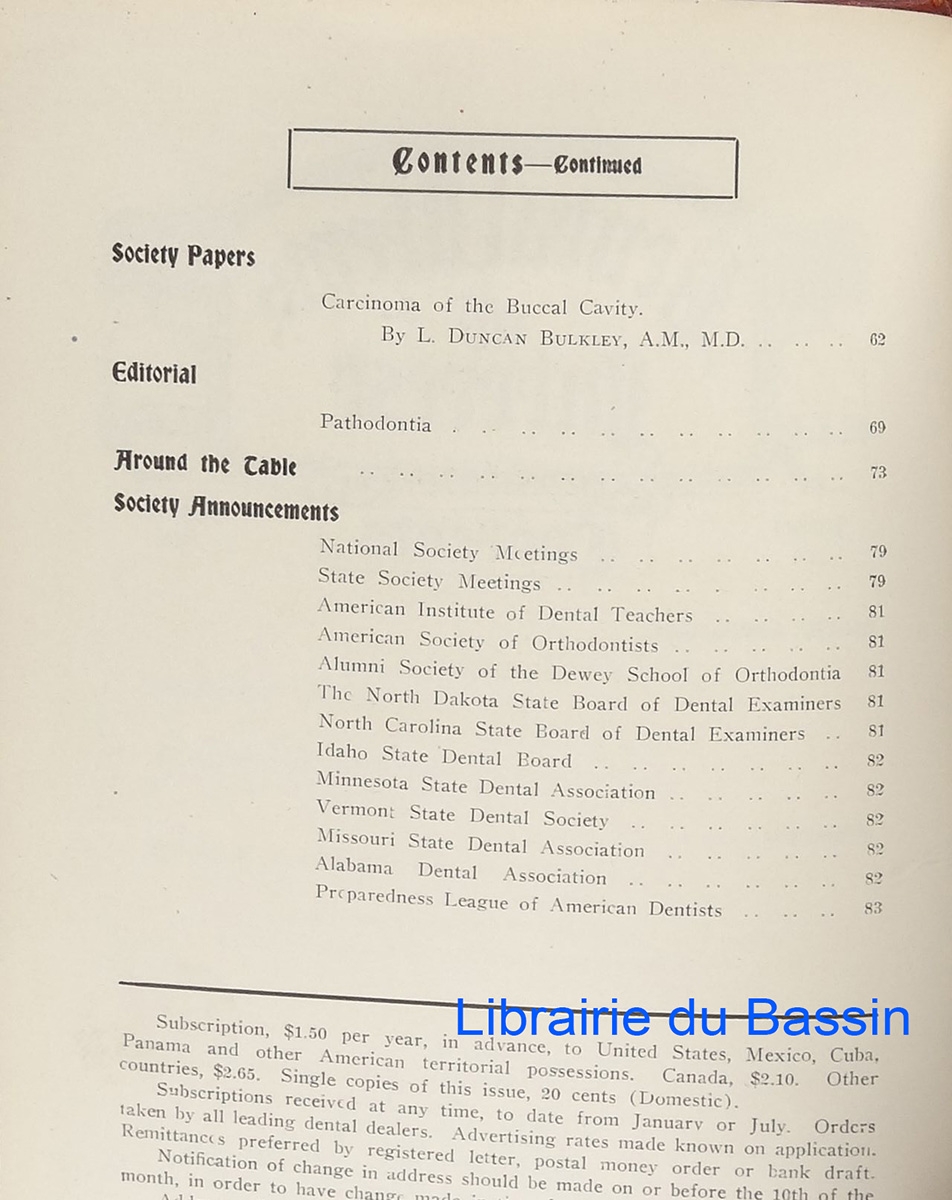 Contents—Continued
Society Papers
Carcinoma of the Buccal Cavity.
By L. Duncan Bulkley, A.M., M.D. .. .. .. 62
Editorial
Pathodontia . .. .. .. .. .. .. .. .. .. .. 69
Around the Table .. .. .. .. .. .. .. .. .. .. .. .. .. 73
Society Announcements
National Society Meetings .. .. .. .. .. .. .. 79
State Society Meetings .. .. .. .. .. .. .. .. 79
American Institute of Dental Teachers .. .. .. .. 81
American Society of Orthodontists .. .. .. .. .. 81
Alumni Society of the Dewey School of Orthodontia 81
The North Dakota State Board of Dental Examiners 81
North Carolina State Board of Dental Examiners .. 81
Idaho State Dental Board .. .. .. .. .. .. .. 82
Minnesota State Dental Association .. .. .. .. .. 82
Vermont State Dental Society .. .. .. .. .. .. 82
Missouri State Dental Association .. .. .. .. .. 82
Alabama Dental Association .. .. .. .. .. .. 82
Preparedness League of American Dentists .. .. .. 83
Librairie du Bassin
Subscription, $1.50 per year, in advance, to United States, Mexico, Cuba,
Panama and other American territorial possessions. Canada, $2.10. Other
countries, $2.65. Single copies of this issue, 20 cents (Domestic).
Subscriptions received at any time, to date from January or July. Orders
taken by all leading dental dealers. Advertising rates made known on application.
Remittances preferred by registered letter, postal money order or bank draft.
Notification of change in address should be made on or before the 10th of the
month, in order to have change made in